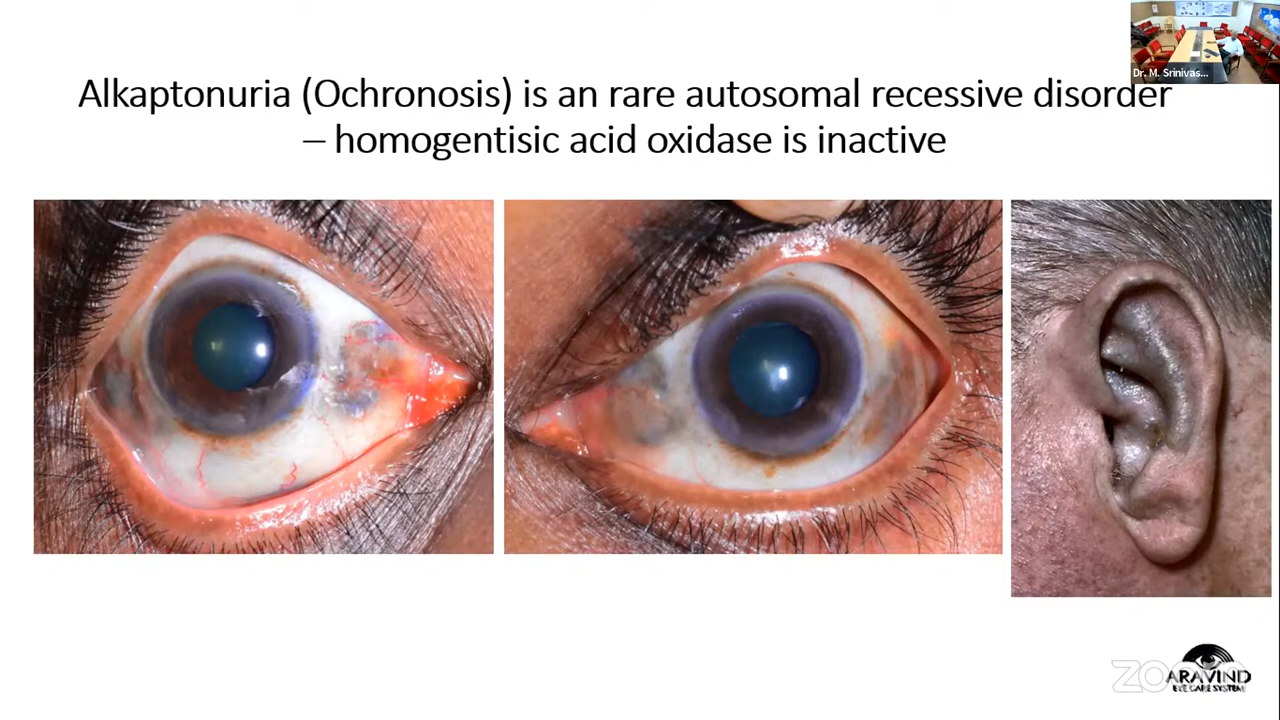 Dr. M. Srinivas...
Alkaptonuria (Ochronosis) is an rare autosomal recessive disorder
– homogentisic acid oxidase is inactive
zoom
ARAVIND
EYE CARE SYSTEM